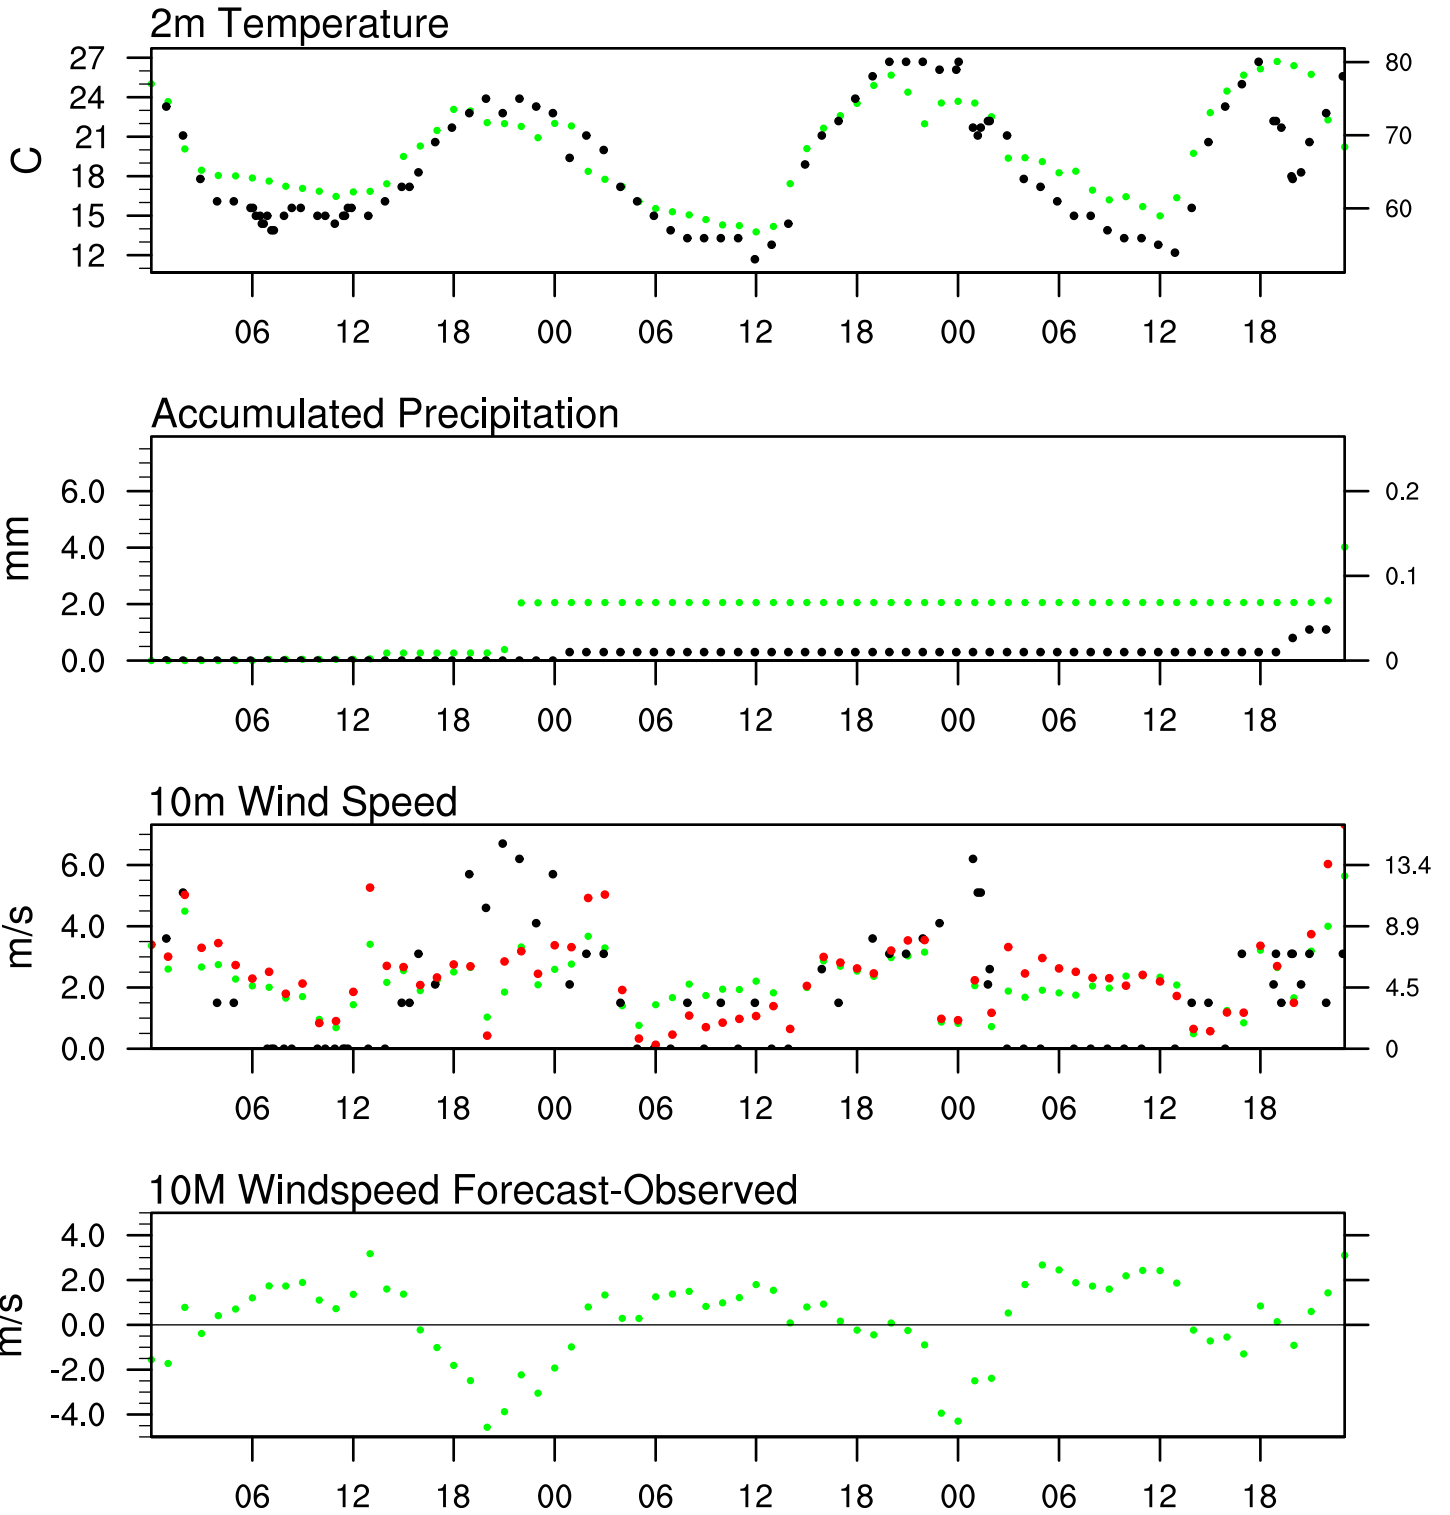 2m Temperature
27
24
21
18
15
12
C
80
70
60
06 12 18 00 06 12 18 00 06 12 18
Accumulated Precipitation
6.0
4.0
2.0
0.0
mm
0.2
0.1
0
06 12 18 00 06 12 18 00 06 12 18
10m Wind Speed
6.0
4.0
2.0
0.0
m/s
13.4
8.9
4.5
0
06 12 18 00 06 12 18 00 06 12 18
10M Windspeed Forecast-Observed
4.0
2.0
0.0
-2.0
-4.0
m/s
06 12 18 00 06 12 18 00 06 12 18